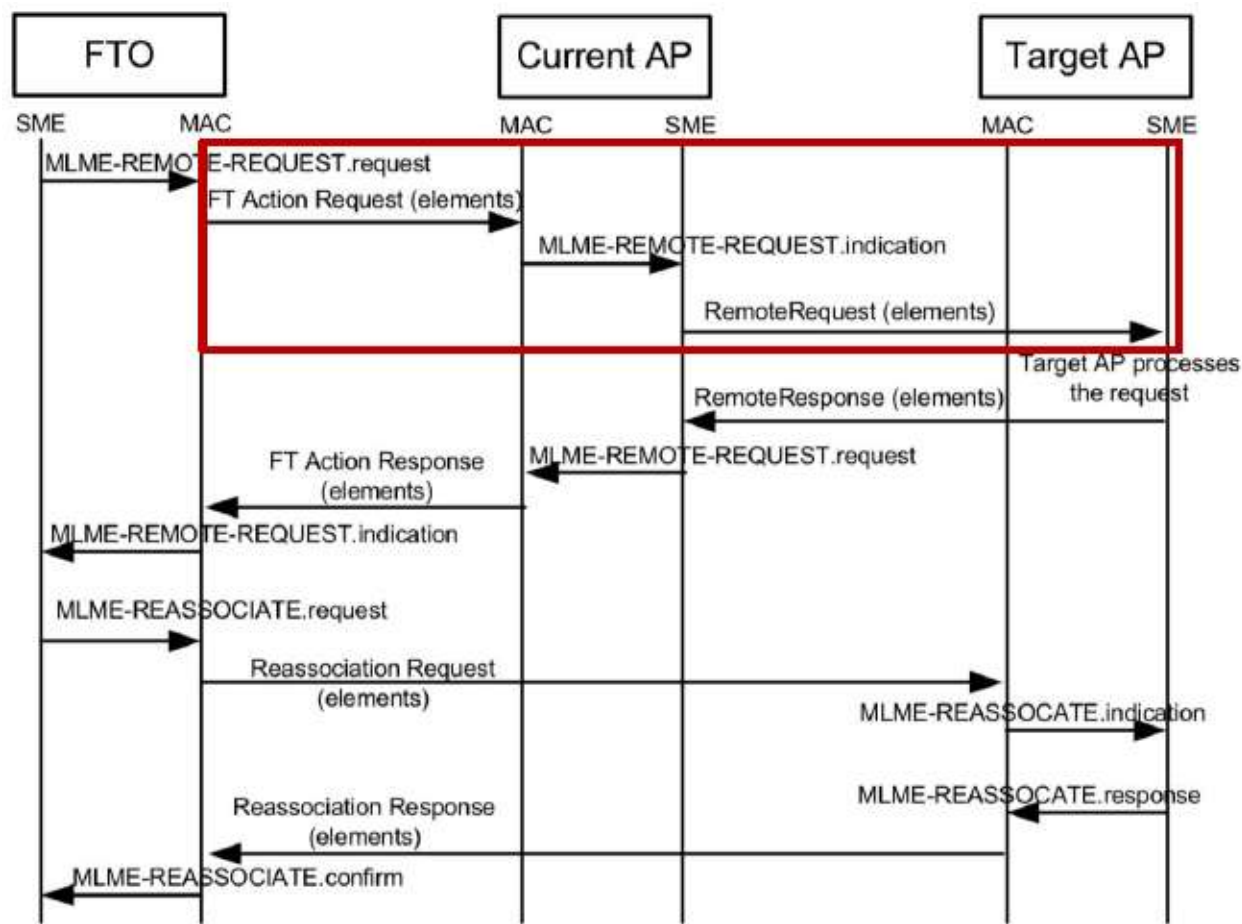 FTO
Current AP
Target AP
SME
MAC
MAC
SME
MAC
SME
MLME-REMOTE-REQUEST.request
FT Action Request (elements)
MLME-REMOTE-REQUEST.indication
RemoteRequest (elements)
Target AP processes
the request
RemoteResponse (elements)
MLME-REMOTE-REQUEST.request
FT Action Response
(elements)
MLME-REMOTE-REQUEST.indication
MLME-REASSOCIATE.request
Reassociation Request
(elements)
MLME-REASSOCATE.indication
MLME-REASSOCATE.response
Reassociation Response
(elements)
MLME-REASSOCIATE.confirm